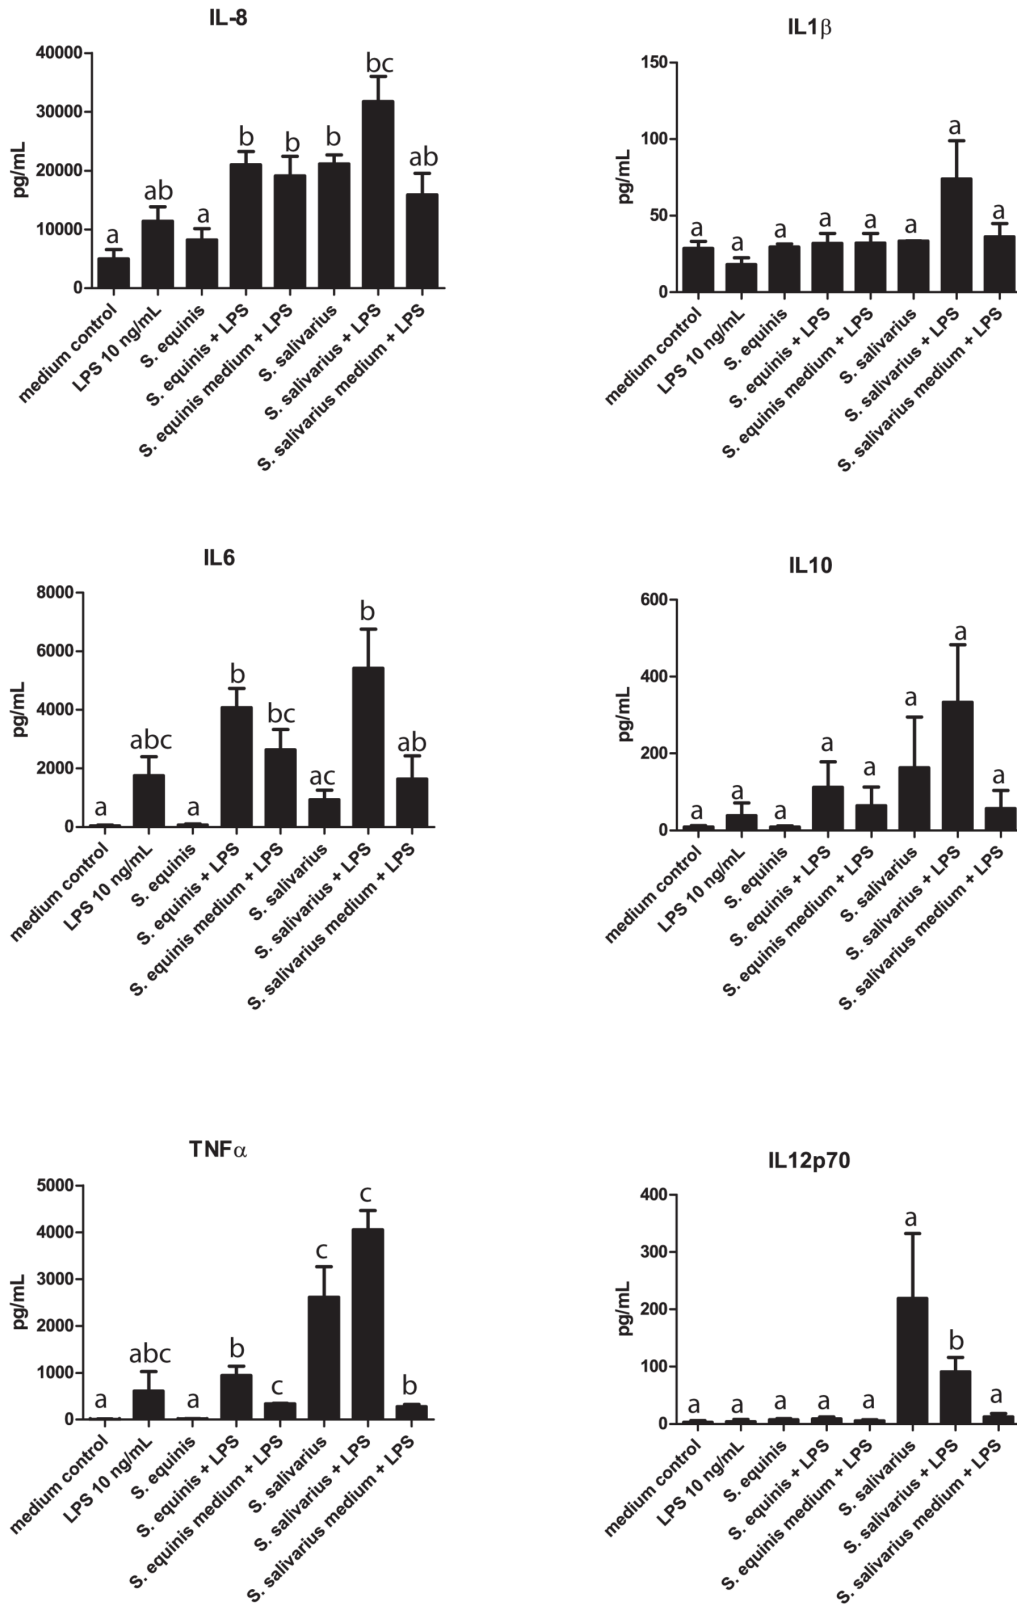 IL-8
40000
30000
20000
10000
0
pg/mL
a
ab
a
b
b
b
bc
ab
medium control
LPS 10 ng/mL
S. equinis
S. equinis + LPS
S. equinis medium + LPS
S. salivarius
S. salivarius + LPS
S. salivarius medium + LPS
IL1β
150
100
50
0
pg/mL
a
a
a
a
a
a
a
a
medium control
LPS 10 ng/mL
S. equinis
S. equinis + LPS
S. equinis medium + LPS
S. salivarius
S. salivarius + LPS
S. salivarius medium + LPS
IL6
8000
6000
4000
2000
0
pg/mL
a
abc
a
b
bc
ac
b
ab
medium control
LPS 10 ng/mL
S. equinis
S. equinis + LPS
S. equinis medium + LPS
S. salivarius
S. salivarius + LPS
S. salivarius medium + LPS
IL10
600
400
200
0
pg/mL
a
a
a
a
a
a
a
a
medium control
LPS 10 ng/mL
S. equinis
S. equinis + LPS
S. equinis medium + LPS
S. salivarius
S. salivarius + LPS
S. salivarius medium + LPS
TNFα
5000
4000
3000
2000
1000
0
pg/mL
a
abc
a
b
c
c
c
b
medium control
LPS 10 ng/mL
S. equinis
S. equinis + LPS
S. equinis medium + LPS
S. salivarius
S. salivarius + LPS
S. salivarius medium + LPS
IL12p70
400
300
200
100
0
pg/mL
a
a
a
a
a
a
b
a
medium control
LPS 10 ng/mL
S. equinis
S. equinis + LPS
S. equinis medium + LPS
S. salivarius
S. salivarius + LPS
S. salivarius medium + LPS